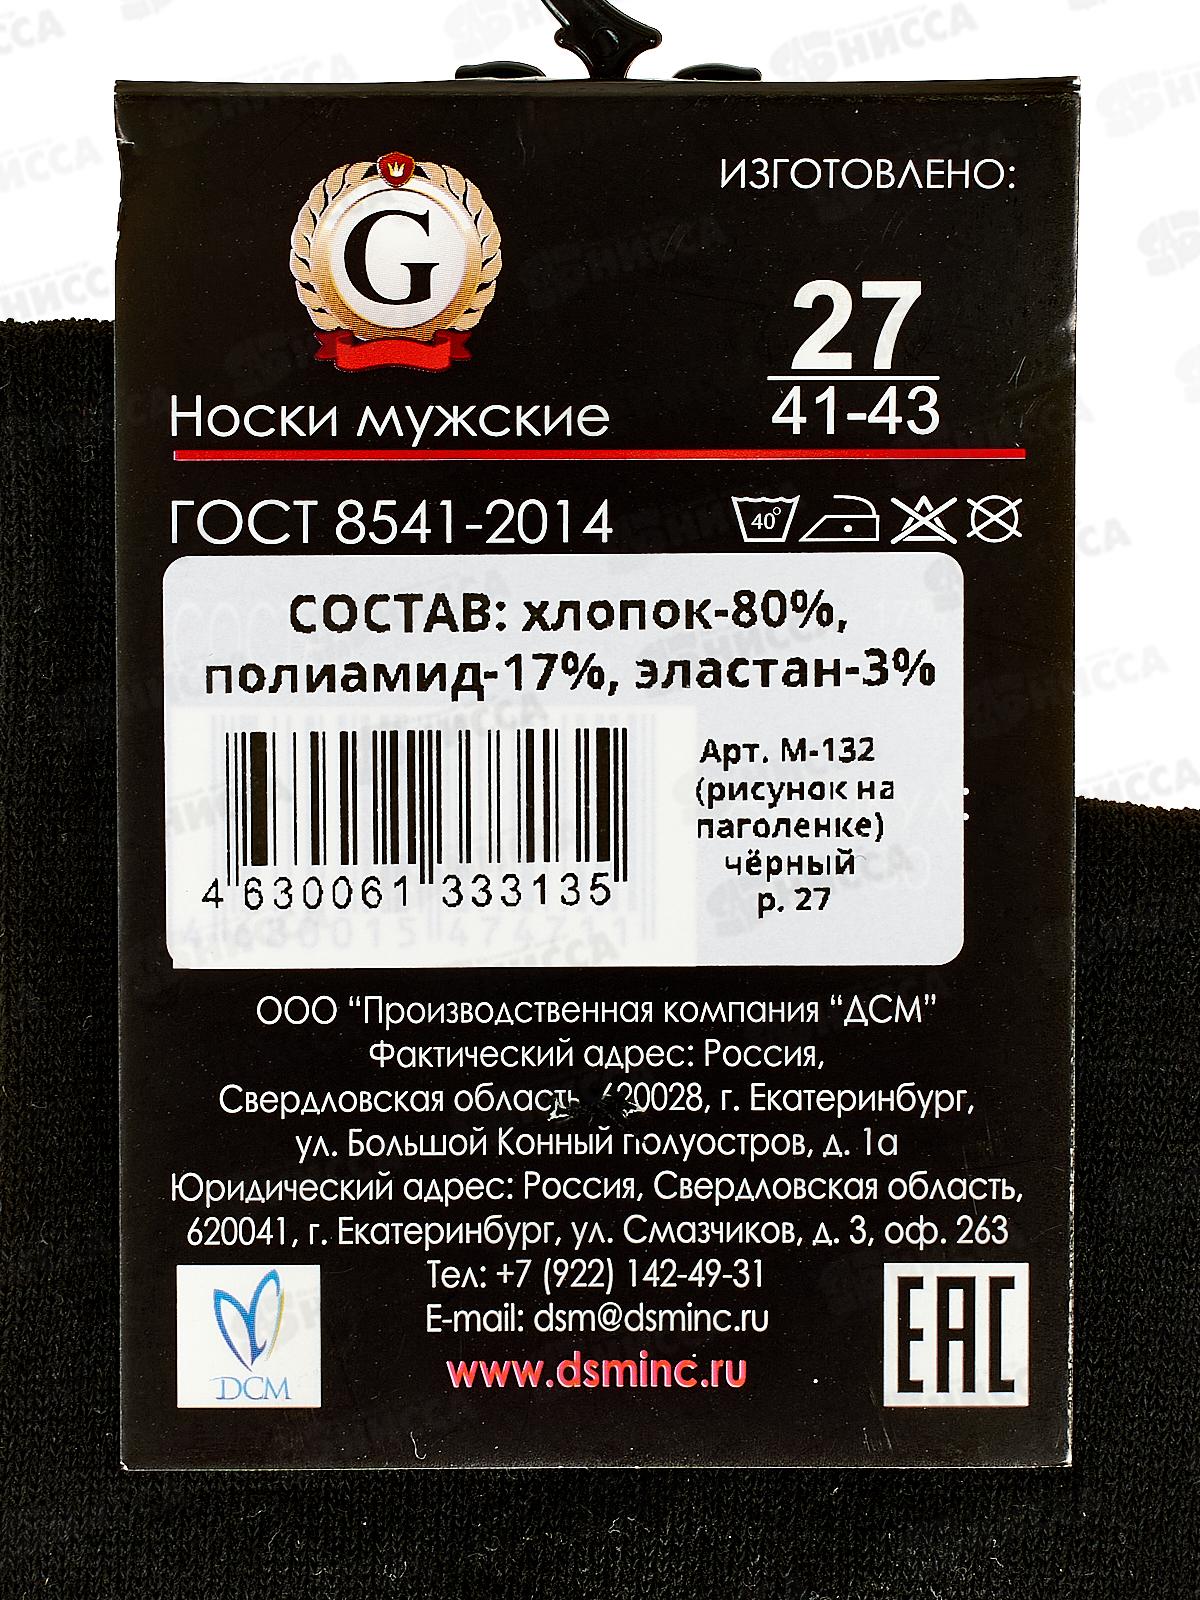 G
ИЗГОТОВЛЕНО:
27
41-43
Носки мужские
ГОСТ 8541-2014
40°
СОСТАВ: хлопок-80%,
полиамид-17%, эластан-3%
Арт. М-132
(рисунок на
паголенке)
чёрный
р. 27
4 630061 333135
ООО “Производственная компания “ДСМ”
Фактический адрес: Россия,
Свердловская область, 620028, г. Екатеринбург,
ул. Большой Конный полуостров, д. 1а
Юридический адрес: Россия, Свердловская область,
620041, г. Екатеринбург, ул. Смазчиков, д. 3, оф. 263
Тел: +7 (922) 142-49-31
E-mail: dsm@dsminc.ru
www.dsminc.ru
DCM
EAC